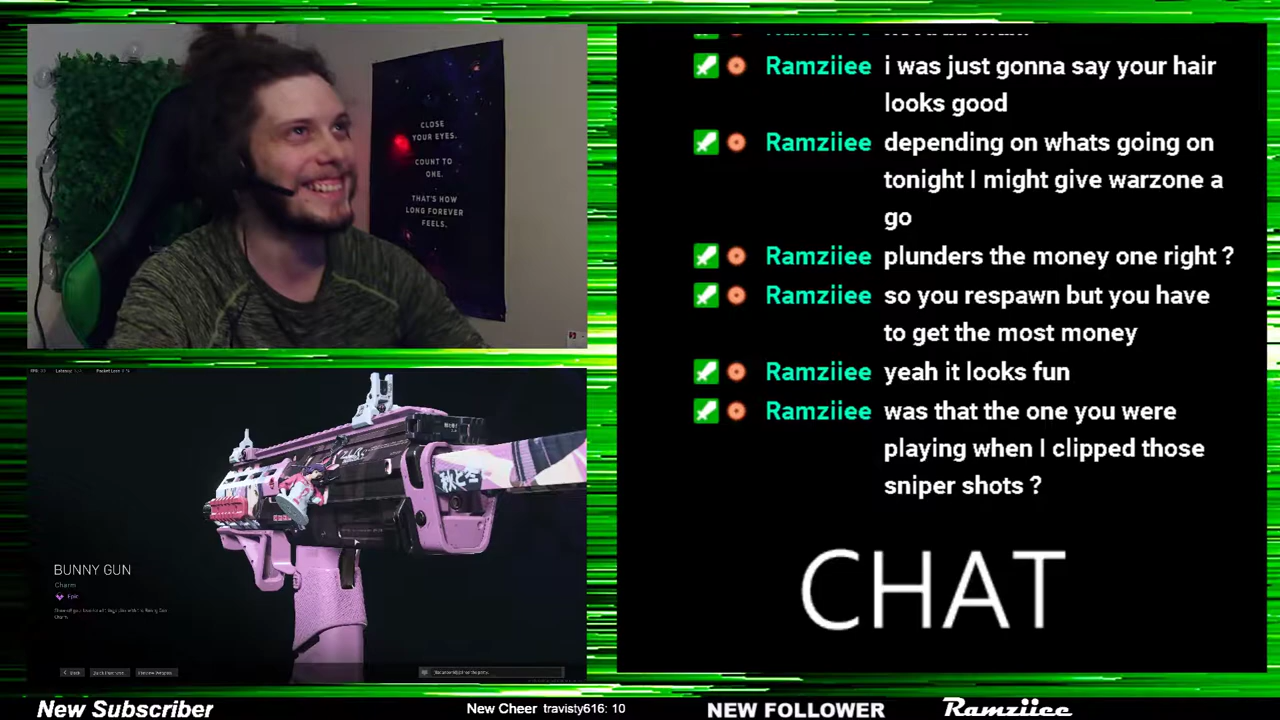 CLOSE
YOUR EYES.
COUNT TO
ONE.
THAT'S HOW
LONG FOREVER
FEELS.
Ramziiee i was just gonna say your hair
looks good
Ramziiee depending on whats going on
tonight I might give warzone a
go
Ramziiee plunders the money one right ?
Ramziiee so you respawn but you have
to get the most money
Ramziiee yeah it looks fun
Ramziiee was that the one you were
playing when I clipped those
sniper shots ?
CHAT
BUNNY GUN
Charm
Epic
New Subscriber
New Cheer travisty616: 10
NEW FOLLOWER
Ramziiee